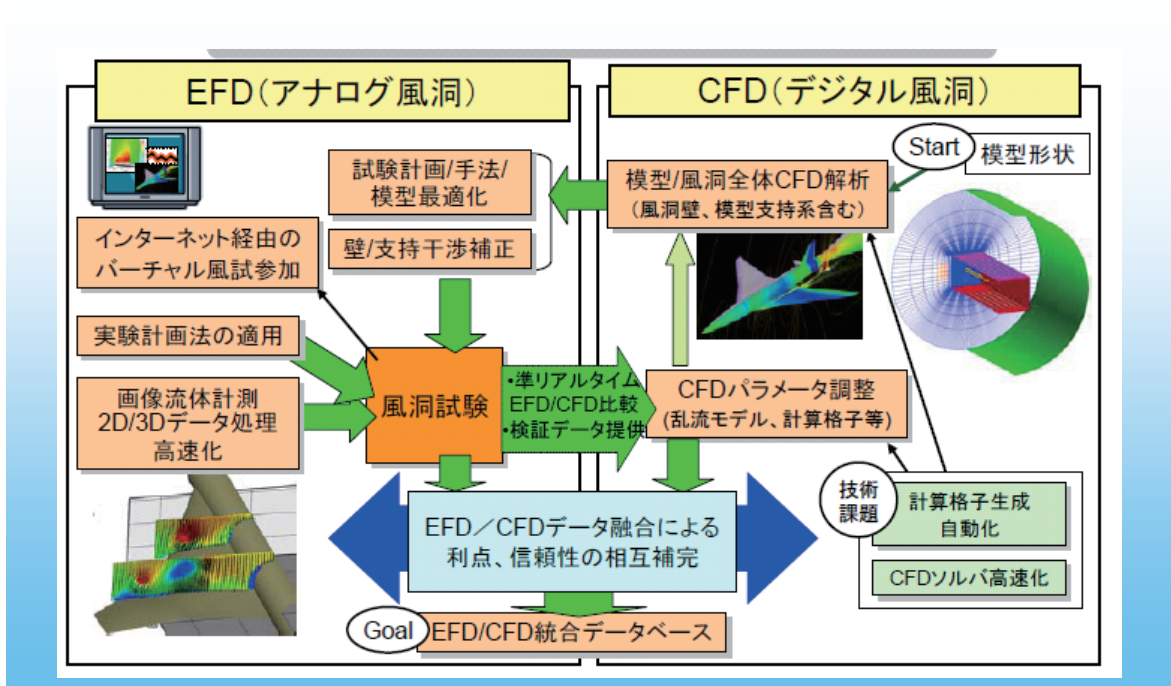 EFD(アナログ風洞)
試験計画/手法/
模型最適化
壁/支持干渉補正
インターネット経由の
バーチャル風試参加
実験計画法の適用
画像流体計測
2D/3Dデータ処理
高速化
風洞試験
•準リアルタイム
EFD/CFD比較
•検証データ提供
CFD(デジタル風洞)
Start
模型形状
模型/風洞全体CFD解析
(風洞壁、模型支持系含む)
CFDパラメータ調整
(乱流モデル、計算格子等)
技術
課題
計算格子生成
自動化
CFDソルバ高速化
EFD/CFDデータ融合による
利点、信頼性の相互補完
Goal
EFD/CFD統合データベース